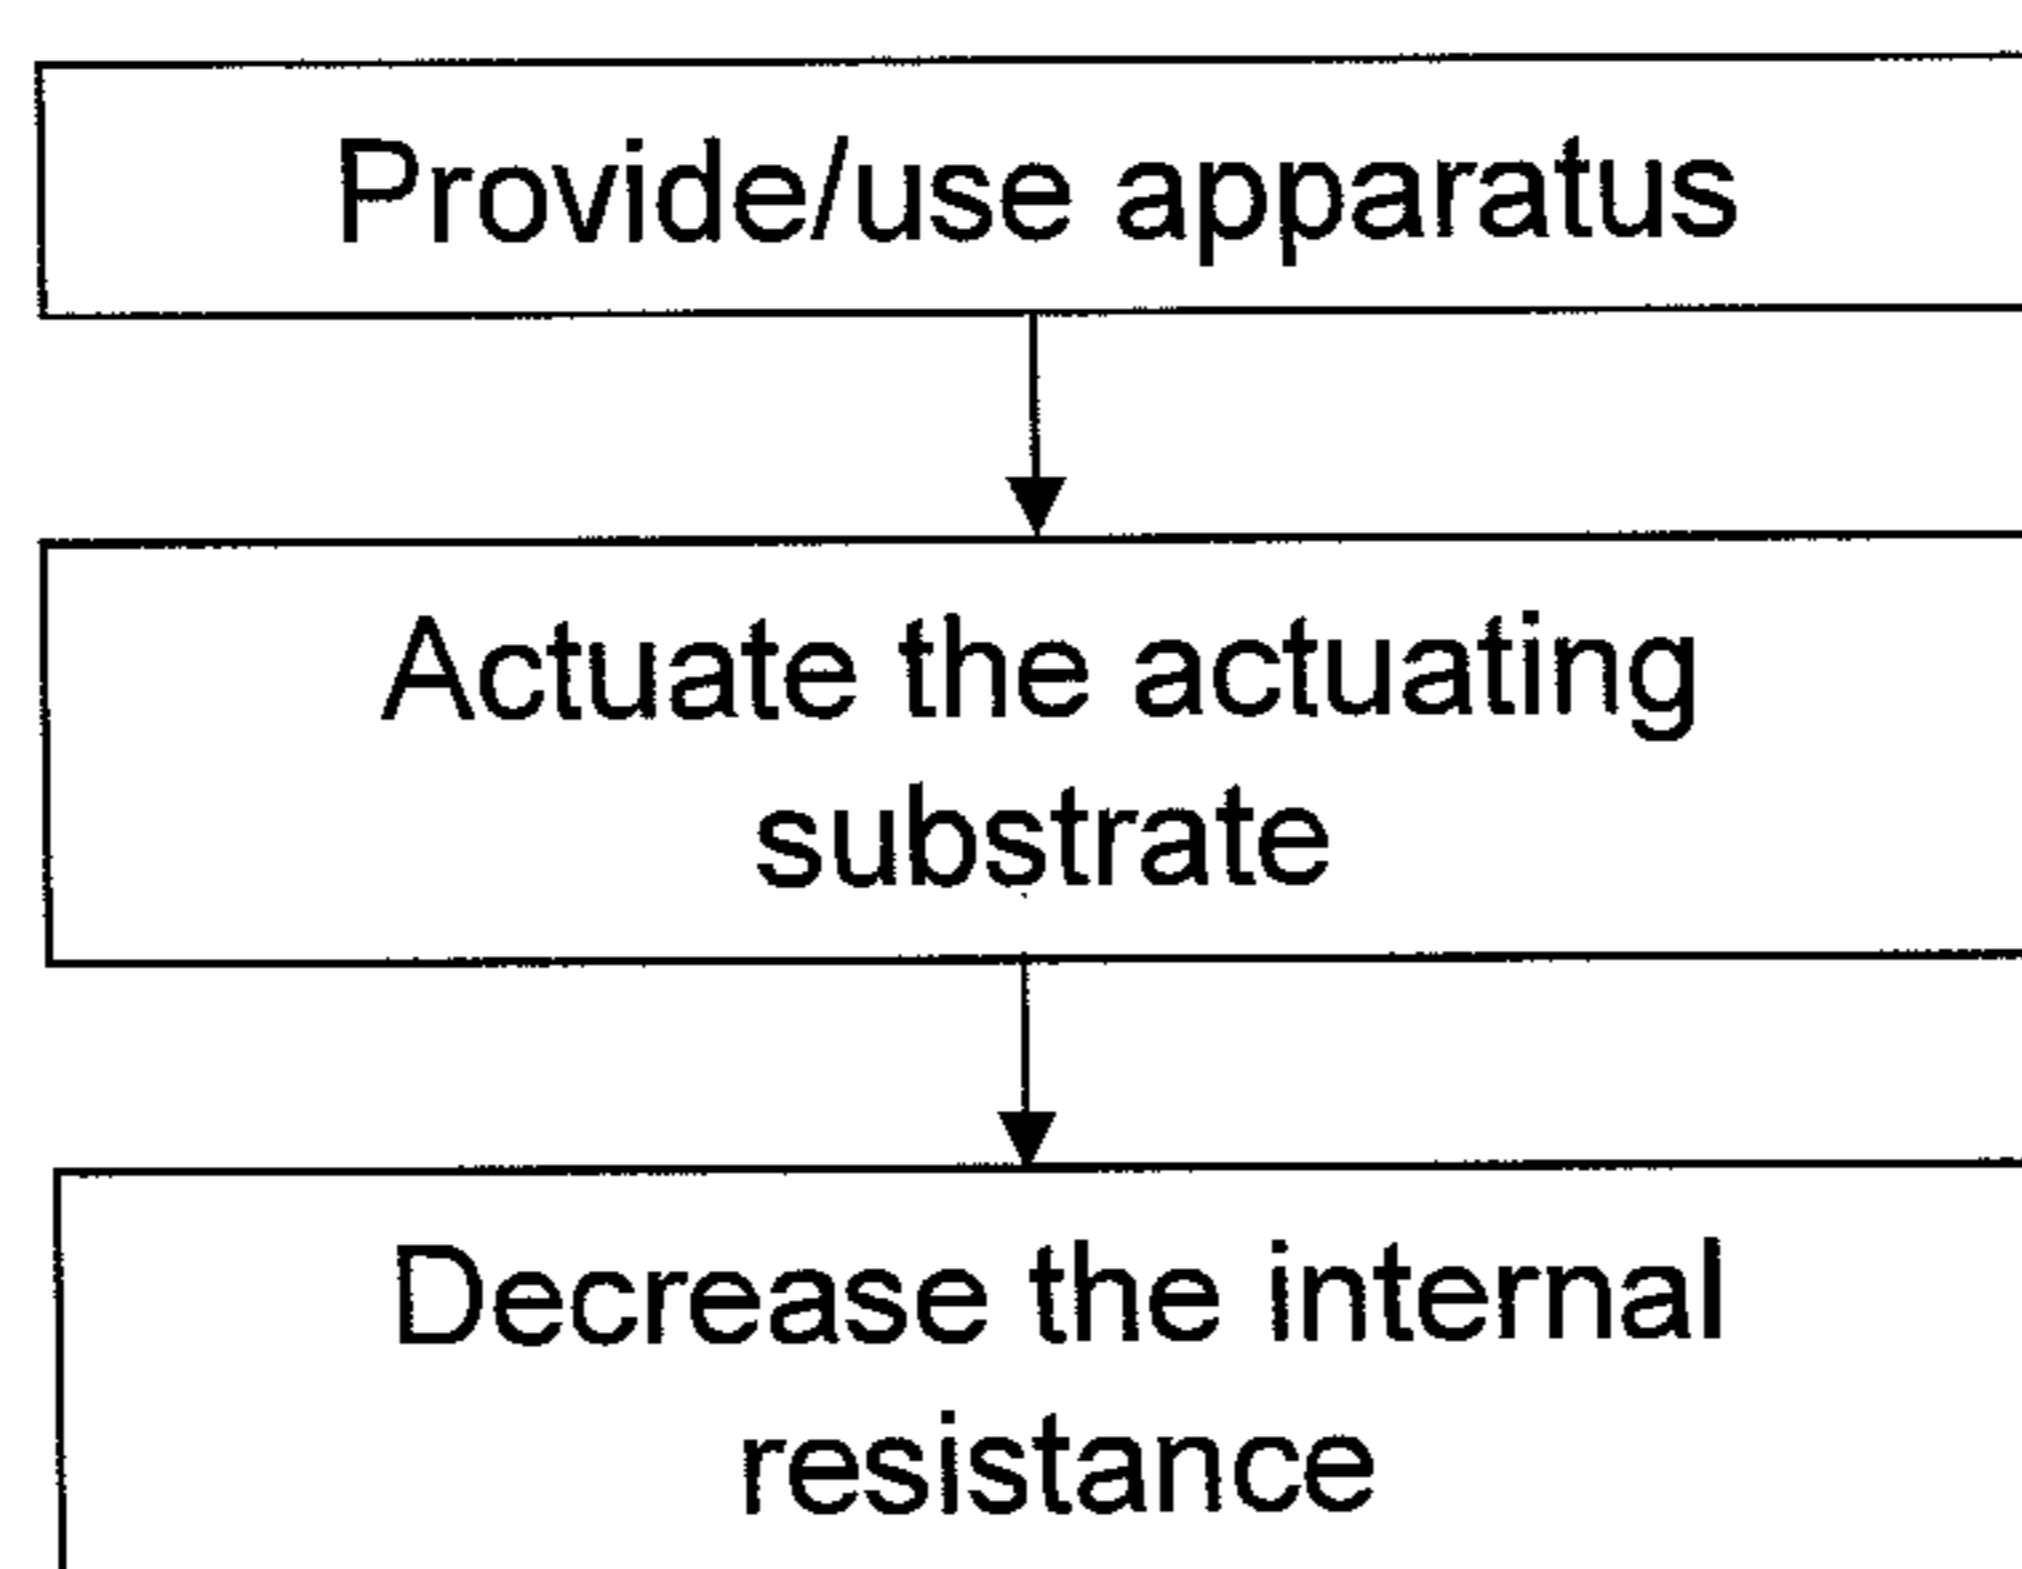 Provide/use apparatus
Actuate the actuating
substrate
Decrease the internal
resistance